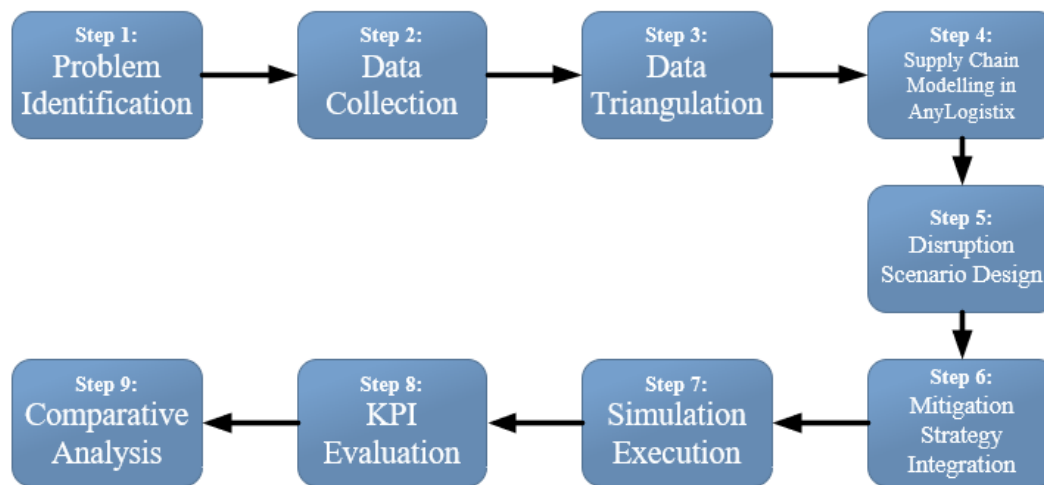 Step 1:
Problem
Identification
Step 2:
Data
Collection
Step 3:
Data
Triangulation
Step 4:
Supply Chain
Modelling in
AnyLogistix
Step 5:
Disruption
Scenario Design
Step 6:
Mitigation
Strategy
Integration
Step 7:
Simulation
Execution
Step 8:
KPI
Evaluation
Step 9:
Comparative
Analysis